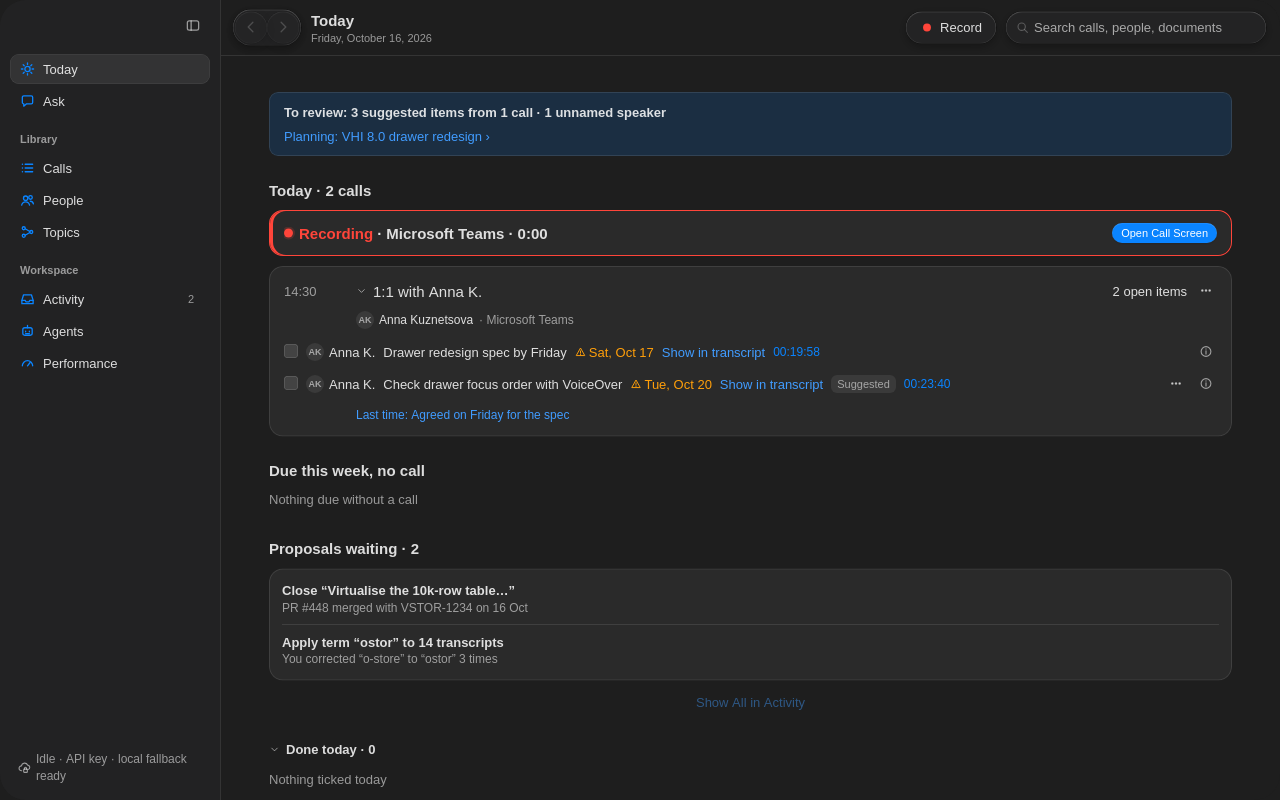 Today
Friday, October 16, 2026
Record
Search calls, people, documents
Today
Ask
Library
Calls
People
Topics
Workspace
Activity 2
Agents
Performance
Idle · API key · local fallback
ready
To review: 3 suggested items from 1 call · 1 unnamed speaker
Planning: VHI 8.0 drawer redesign ›
Today · 2 calls
Recording · Microsoft Teams · 0:00
Open Call Screen
14:30 1:1 with Anna K. 2 open items
AK Anna Kuznetsova · Microsoft Teams
AK Anna K. Drawer redesign spec by Friday Sat, Oct 17 Show in transcript 00:19:58
AK Anna K. Check drawer focus order with VoiceOver Tue, Oct 20 Show in transcript Suggested 00:23:40
Last time: Agreed on Friday for the spec
Due this week, no call
Nothing due without a call
Proposals waiting · 2
Close “Virtualise the 10k-row table…”
PR #448 merged with VSTOR-1234 on 16 Oct
Apply term “ostor” to 14 transcripts
You corrected “o-store” to “ostor” 3 times
Show All in Activity
Done today · 0
Nothing ticked today